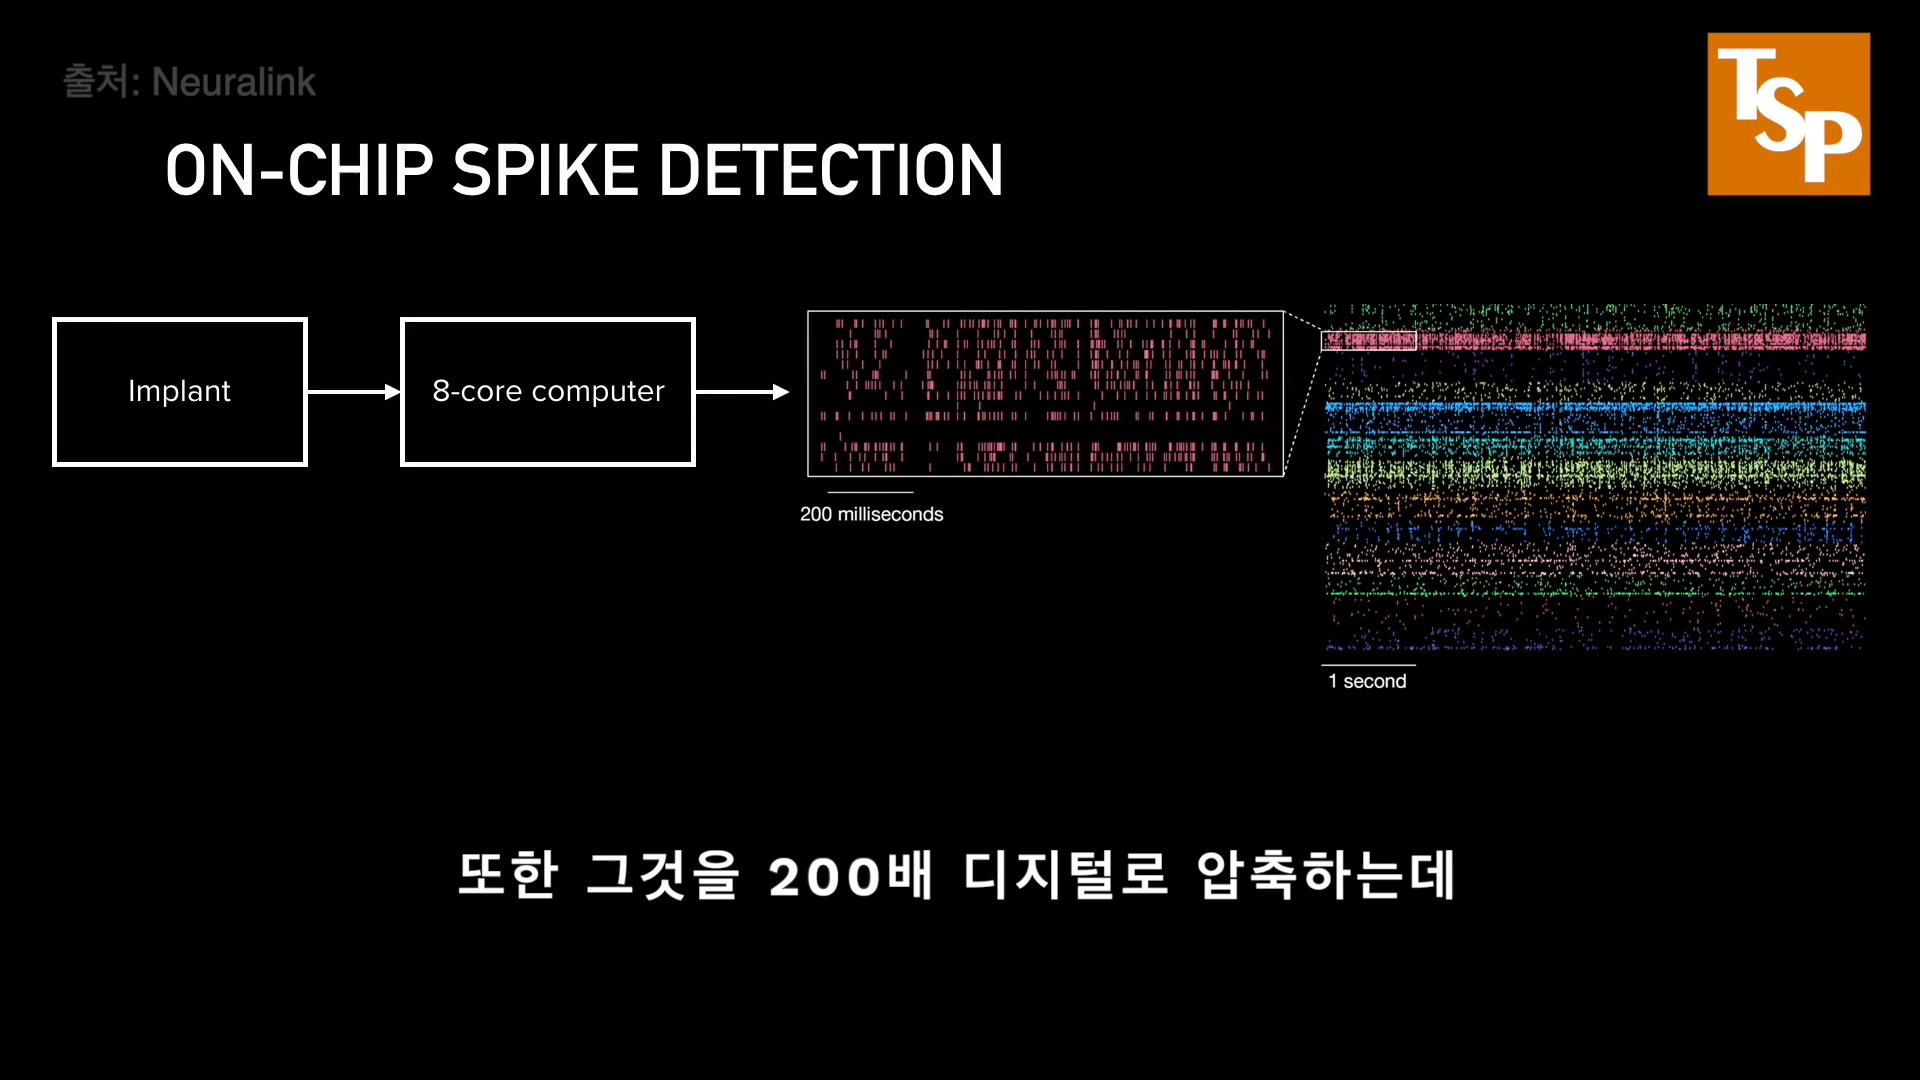 출처: Neuralink
TSP
ON-CHIP SPIKE DETECTION
Implant
8-core computer
200 milliseconds
1 second
또한 그것을 200배 디지털로 압축하는데